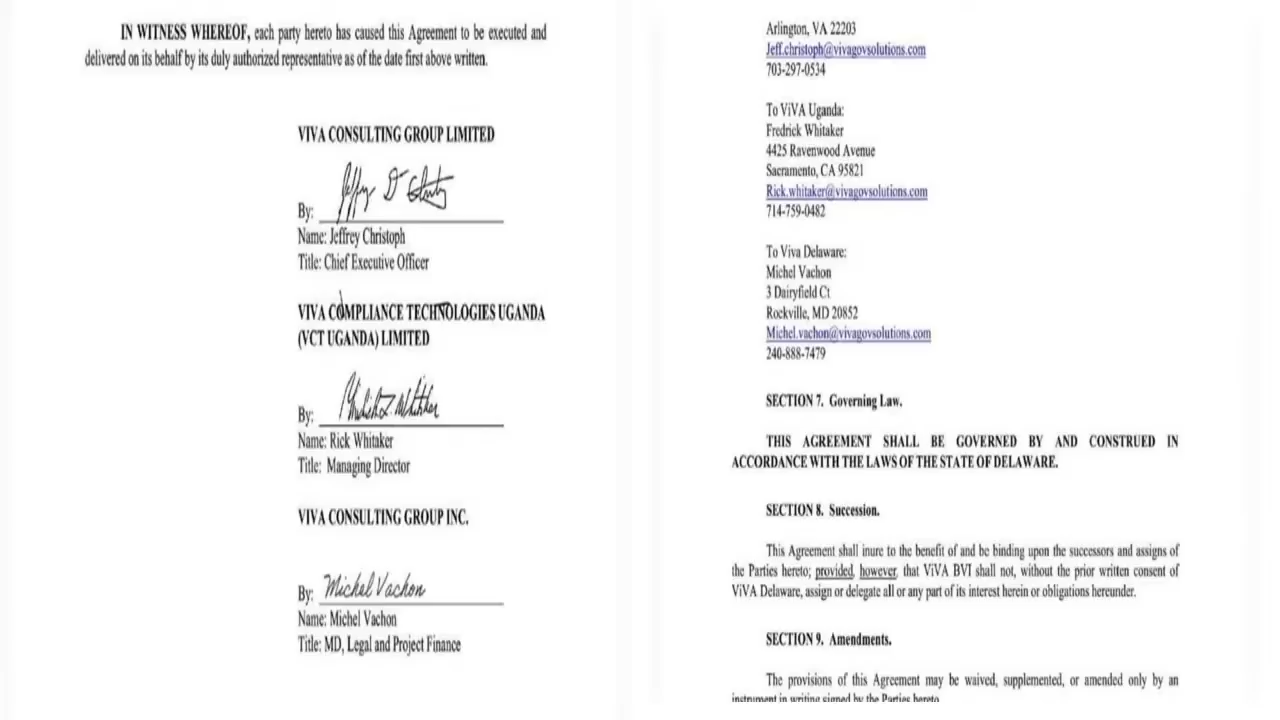 IN WITNESS WHEREOF, each party hereto has caused this Agreement to be executed and
delivered on its behalf by its duly authorized representative as of the date first above written.
VIVA CONSULTING GROUP LIMITED
By:
Name: Jeffrey Christoph
Title: Chief Executive Officer
VIVA COMPLIANCE TECHNOLOGIES UGANDA
(VCT UGANDA) LIMITED
By:
Name: Rick Whitaker
Title: Managing Director
VIVA CONSULTING GROUP INC.
By: Michel Vachon
Name: Michel Vachon
Title: MD, Legal and Project Finance
Arlington, VA 22203
Jeff.christoph@vivagovsolutions.com
703-297-0534
To ViVA Uganda:
Fredrick Whitaker
4425 Ravenwood Avenue
Sacramento, CA 95821
Rick.whitaker@vivagovsolutions.com
714-759-0482
To Viva Delaware:
Michel Vachon
3 Dairyfield Ct
Rockville, MD 20852
Michel.vachon@vivagovsolutions.com
240-888-7479
SECTION 7. Governing Law.
THIS AGREEMENT SHALL BE GOVERNED BY AND CONSTRUED IN
ACCORDANCE WITH THE LAWS OF THE STATE OF DELAWARE.
SECTION 8. Succession.
This Agreement shall inure to the benefit of and be binding upon the successors and assigns of
the Parties hereto; provided, however, that ViVA BVI shall not, without the prior written consent of
ViVA Delaware, assign or delegate all or any part of its interest herein or obligations hereunder.
SECTION 9. Amendments.
The provisions of this Agreement may be waived, supplemented, or amended only by an
instrument in writing signed by the Parties hereto